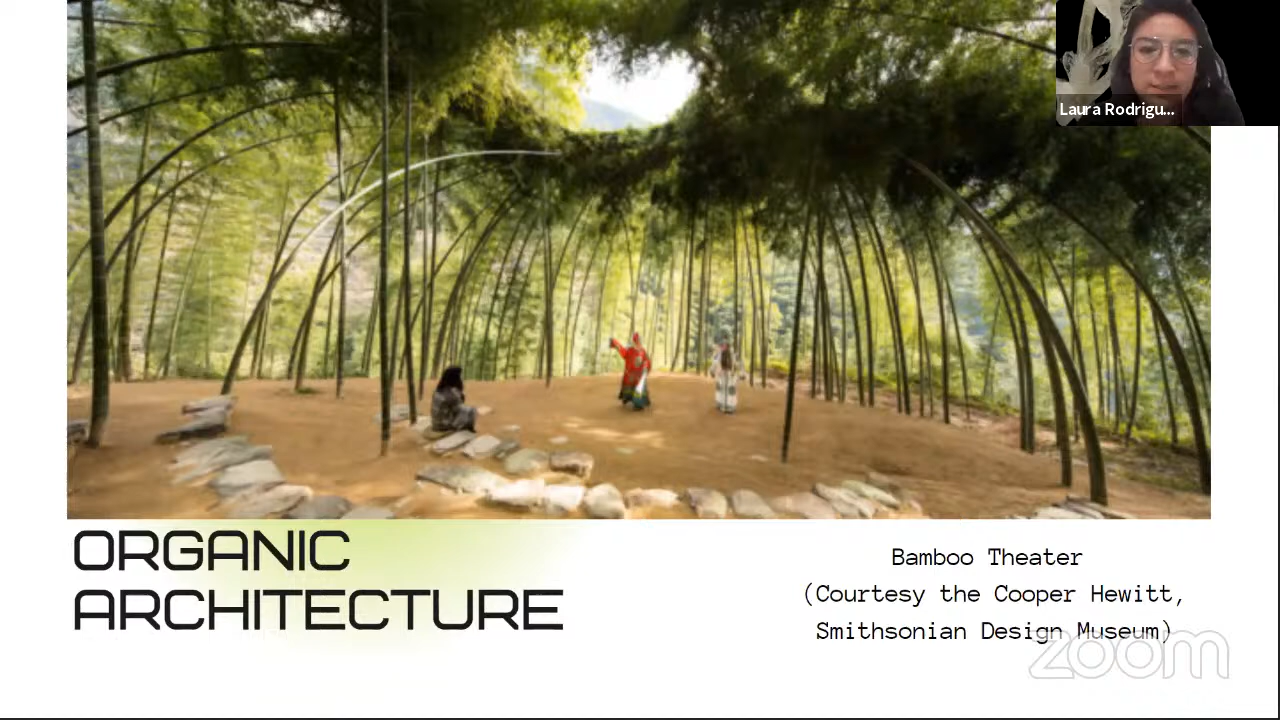 Laura Rodrigu...
ORGANIC
ARCHITECTURE
Bamboo Theater
(Courtesy the Cooper Hewitt,
Smithsonian Design Museum)
zoom